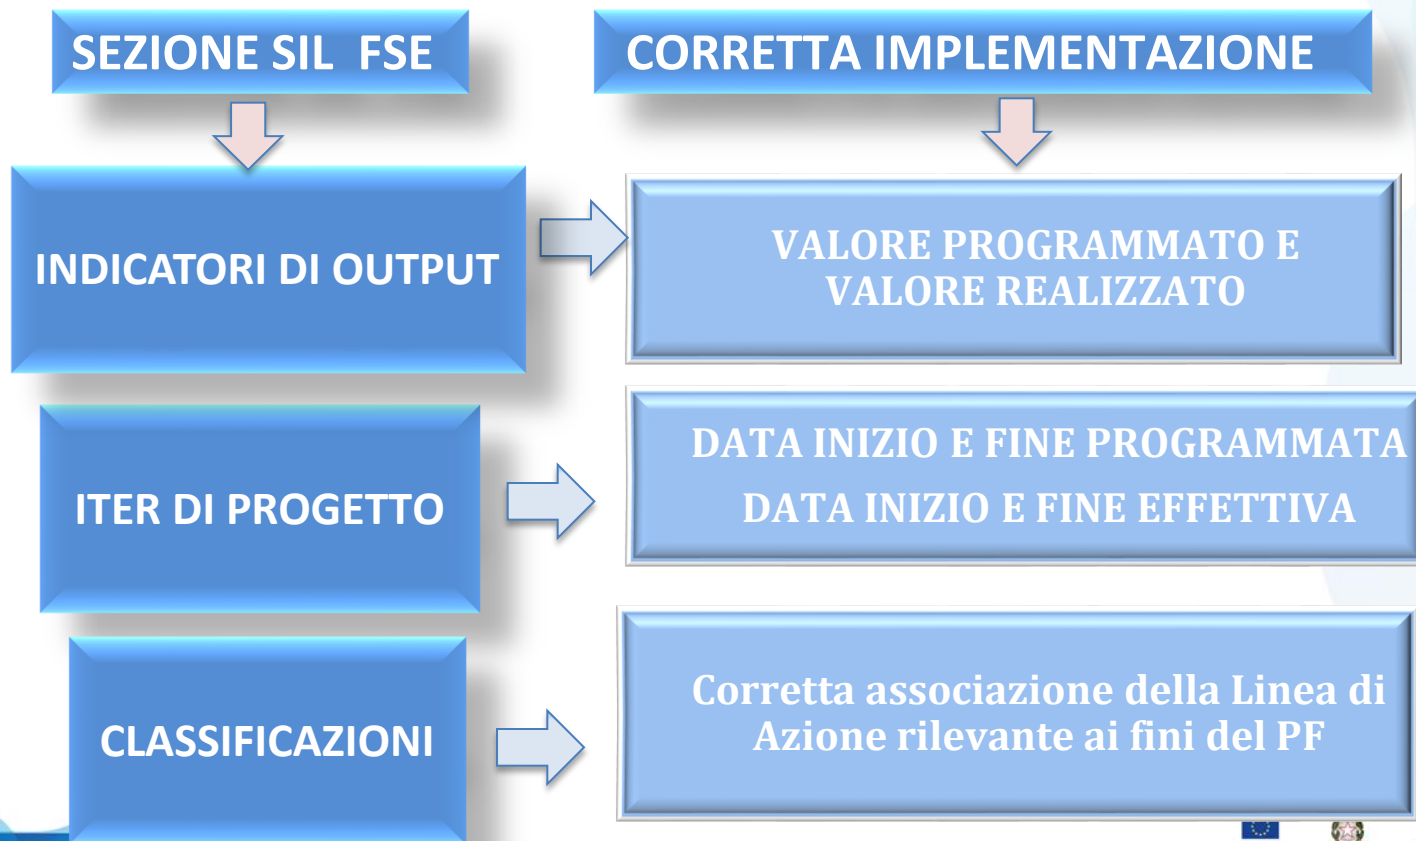 SEZIONE SIL FSE
CORRETTA IMPLEMENTAZIONE
INDICATORI DI OUTPUT
VALORE PROGRAMMATO E
VALORE REALIZZATO
ITER DI PROGETTO
DATA INIZIO E FINE PROGRAMMATA
DATA INIZIO E FINE EFFETTIVA
CLASSIFICAZIONI
Corretta associazione della Linea di
Azione rilevante ai fini del PF